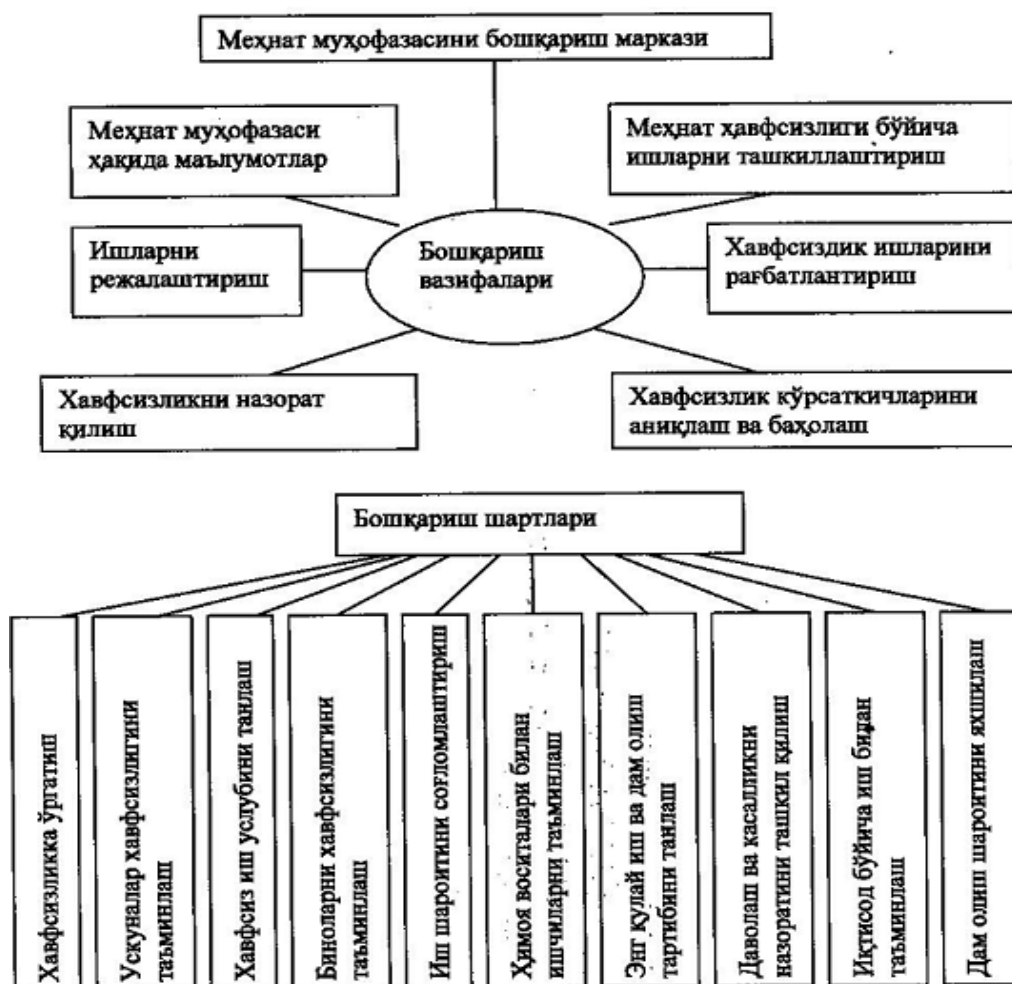 Меҳнат муҳофазасини бошқариш маркази
Меҳнат муҳофазаси
ҳақида маълумотлар
Меҳнат ҳавфсизлиги бўйича
ишларни ташкиллаштириш
Ишларни
режалаштириш
Бошқариш
вазифалари
Хавфсиздик ишларини
рағбатлантириш
Хавфсизликни назорат
қилиш
Хавфсизлик кўрсаткичларини
аниқлаш ва баҳолаш
Бошқариш шартлари
Хавфсизликка ўргатиш
Ускуналар хавфсизлигини
таъминлаш
Хавфсиз иш услубини танлаш
Биноларни хавфсизлигини
таъминлаш
Иш шароитини соғломлаштириш
Ҳимоя воситалари билан
ишчиларни таъминлаш
Энг қулай иш ва дам олиш
тартибини танлаш
Даволаш ва касалликни
назоратини ташкил қилиш
Иқтисод бўйича иш билан
таъминлаш
Дам олиш шароитини яхшилаш